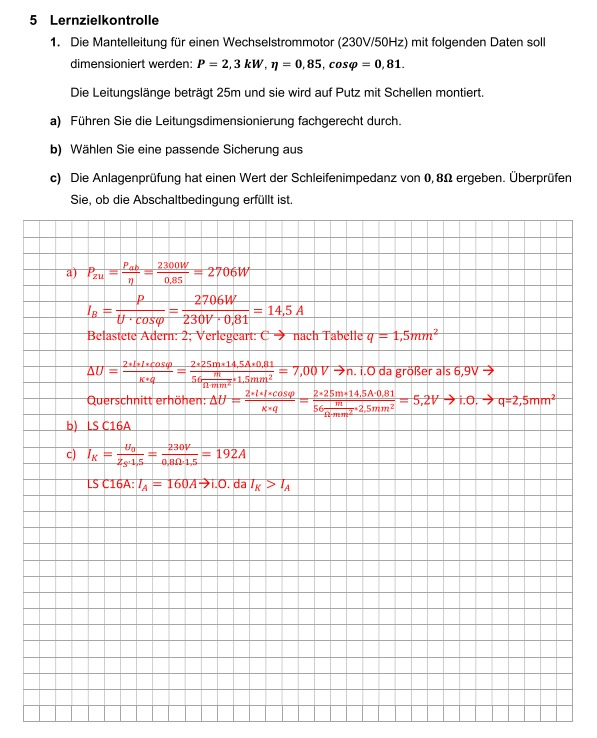 5 Lernzielkontrolle
1. Die Mantelleitung für einen Wechselstrommotor (230V/50Hz) mit folgenden Daten soll
dimensioniert werden: P = 2,3 kW, η = 0,85, cosφ = 0,81.
Die Leitungslänge beträgt 25m und sie wird auf Putz mit Schellen montiert.
a) Führen Sie die Leitungsdimensionierung fachgerecht durch.
b) Wählen Sie eine passende Sicherung aus
c) Die Anlagenprüfung hat einen Wert der Schleifenimpedanz von 0,8Ω ergeben. Überprüfen
Sie, ob die Abschaltbedingung erfüllt ist.
a) P_zu = P_ab/η = 2300W/0,85 = 2706W
I_B = P/(U · cosφ) = 2706W/(230V · 0,81) = 14,5 A
Belastete Adern: 2; Verlegeart: C → nach Tabelle q = 1,5mm²
ΔU = (2*l*I*cosφ)/(κ*q) = (2*25m*14,5A*0,81)/(56 m/(Ω·mm²)*1,5mm²) = 7,00 V →n. i.O da größer als 6,9V →
Querschnitt erhöhen: ΔU = (2*l*I*cosφ)/(κ*q) = (2*25m*14,5A·0,81)/(56 m/(Ω·mm²)*2,5mm²) = 5,2V → i.O. → q=2,5mm²
b) LS C16A
c) I_K = U_0/(Z_S·1,5) = 230V/(0,8Ω·1,5) = 192A
LS C16A: I_A = 160A→i.O. da I_K > I_A